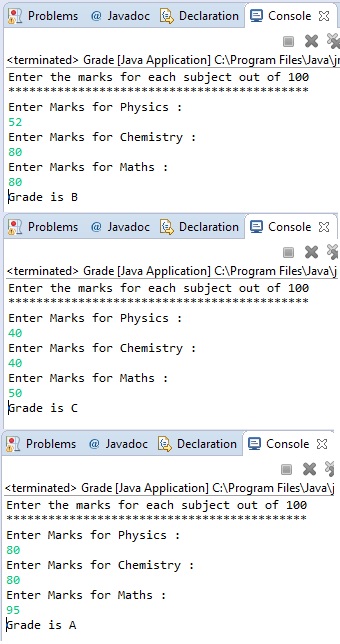 Problems @ Javadoc Declaration Console
<terminated> Grade [Java Application] C:\Program Files\Java\jr
Enter the marks for each subject out of 100
******************************************
Enter Marks for Physics :
52
Enter Marks for Chemistry :
80
Enter Marks for Maths :
80
Grade is B
Problems @ Javadoc Declaration Console
<terminated> Grade [Java Application] C:\Program Files\Java\j
Enter the marks for each subject out of 100
******************************************
Enter Marks for Physics :
40
Enter Marks for Chemistry :
40
Enter Marks for Maths :
50
Grade is C
Problems @ Javadoc Declaration Console
<terminated> Grade [Java Application] C:\Program Files\Java\j
Enter the marks for each subject out of 100
******************************************
Enter Marks for Physics :
80
Enter Marks for Chemistry :
80
Enter Marks for Maths :
95
Grade is A